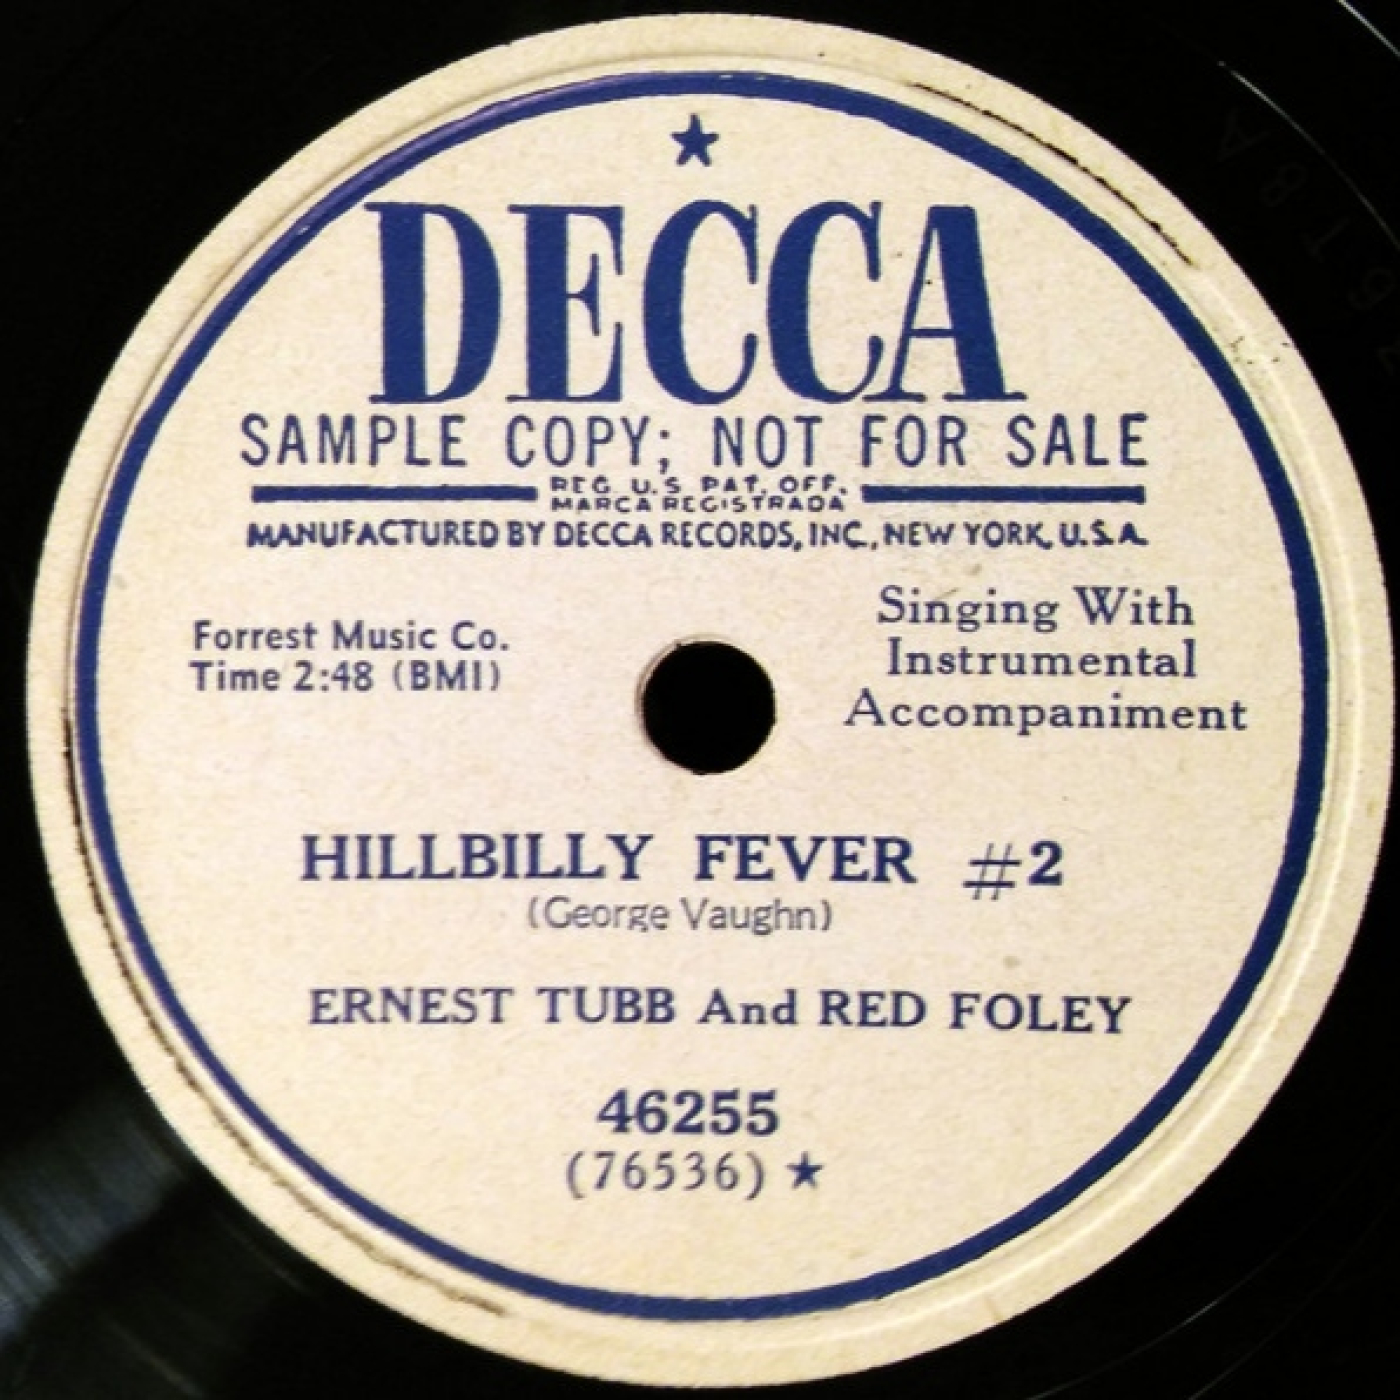 DECCA
SAMPLE COPY; NOT FOR SALE
REG. U.S. PAT. OFF.
MARCA REGISTRADA
MANUFACTURED BY DECCA RECORDS, INC., NEW YORK, U.S.A.
Forrest Music Co.
Time 2:48 (BMI)
Singing With
Instrumental
Accompaniment
HILLBILLY FEVER #2
(George Vaughn)
ERNEST TUBB And RED FOLEY
46255
(76536) ★